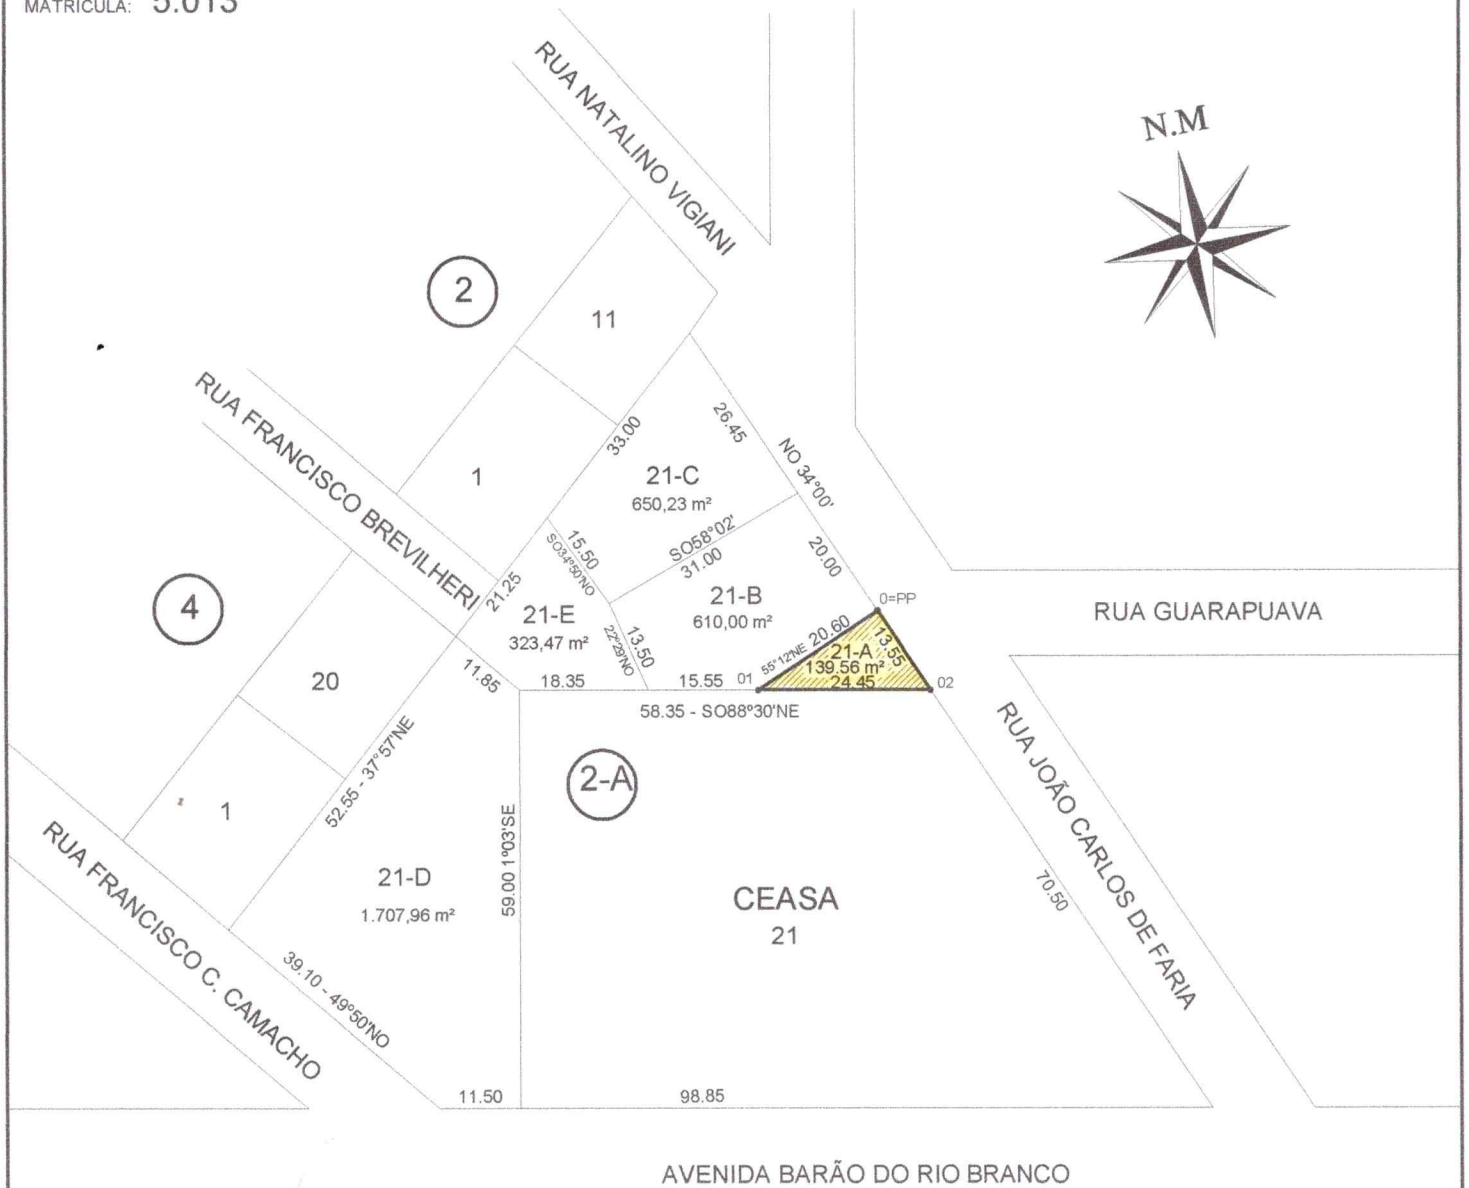 MATRÍCULA: 5.013
RUA NATALINO VIGIANI
N.M
2
11
RUA FRANCISCO BREVILHERI
1
33.00
26.45
NO 34°00'
21-C
650,23 m²
15.50
SO34°50'NO
SO58°02'
31.00
20.00
4
21.25
21-E
323,47 m²
21-B
610,00 m²
0=PP
RUA GUARAPUAVA
22°29'NO
13.50
55°12'NE
20.60
13.55
21-A
139.56 m²
24.45
20
11.85
18.35
15.55
01
02
58.35 - SO88º30'NE
52.55 - 37°57'NE
2-A
RUA JOÃO CARLOS DE FARIA
1
RUA FRANCISCO C. CAMACHO
59.00 1º03'SE
21-D
1.707,96 m²
CEASA
21
70.50
39.10 - 49º50'NO
11.50
98.85
AVENIDA BARÃO DO RIO BRANCO